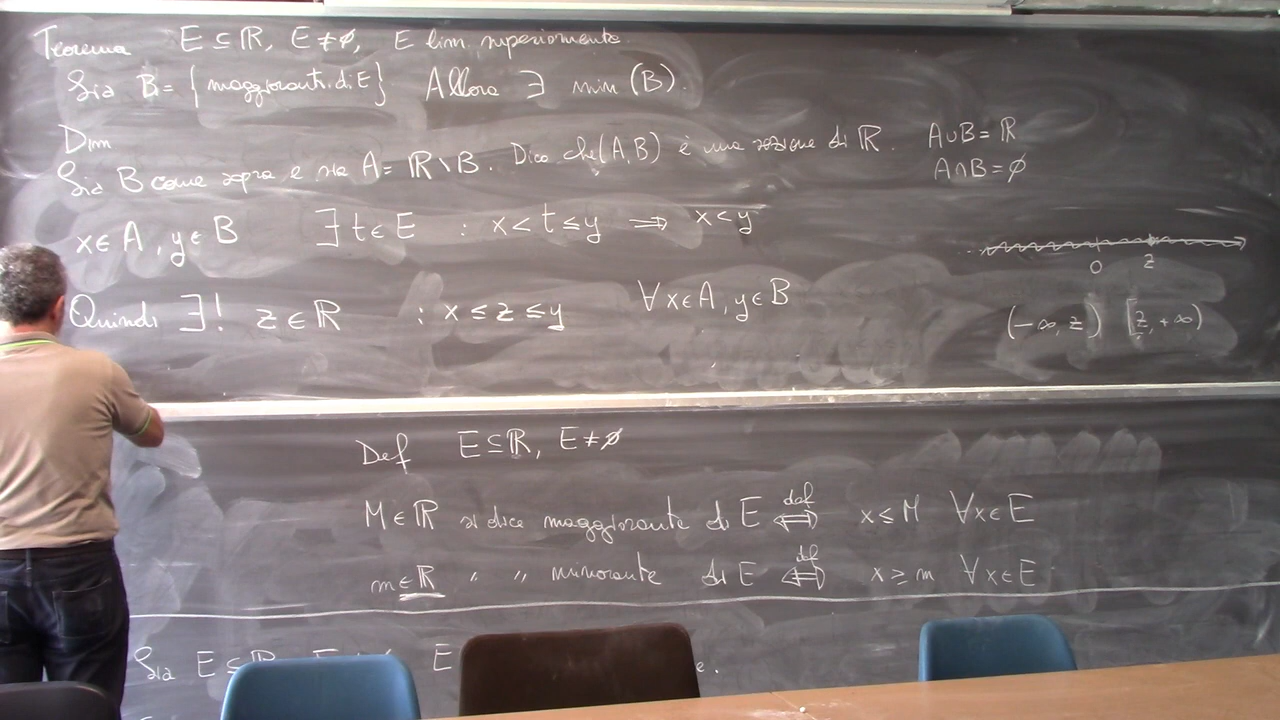 Teorema E ⊆ ℝ, E ≠ ∅, E lim. superiormente.
Sia B = { maggioranti di E } Allora ∃ min (B).
Dim
Sia B come sopra e sia A = ℝ \ B. Dico che (A, B) è una sezione di ℝ. A∪B = ℝ
A∩B = ∅
x ∈ A, y ∈ B ∃ t ∈ E : x < t ≤ y ⟹ x < y
0 z
Quindi ∃! z ∈ ℝ : x ≤ z ≤ y ∀ x ∈ A, y ∈ B
(-∞, z) [z, +∞)
Def E ⊆ ℝ, E ≠ ∅
M ∈ ℝ si dice maggiorante di E ⟺ def x ≤ M ∀ x ∈ E
m ∈ ℝ " " minorante di E ⟺ def x ≥ m ∀ x ∈ E
Sia E ⊆ ℝ, E